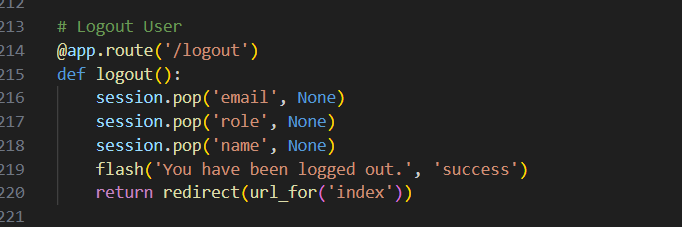 212
213 # Logout User
214 @app.route('/logout')
215 def logout():
216 session.pop('email', None)
217 session.pop('role', None)
218 session.pop('name', None)
219 flash('You have been logged out.', 'success')
220 return redirect(url_for('index'))
221